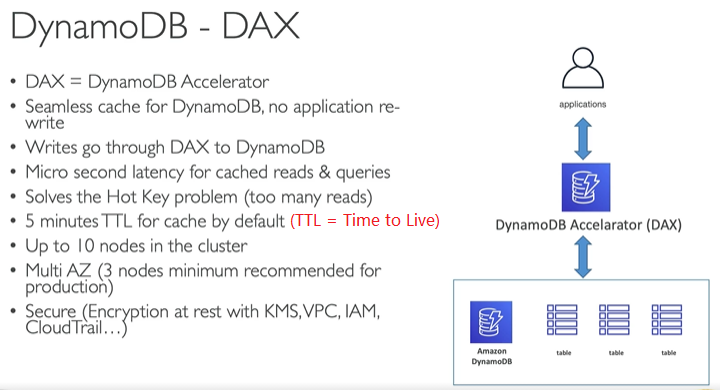 DynamoDB - DAX
• DAX = DynamoDB Accelerator
• Seamless cache for DynamoDB, no application re-
write
• Writes go through DAX to DynamoDB
• Micro second latency for cached reads & queries
• Solves the Hot Key problem (too many reads)
• 5 minutes TTL for cache by default (TTL = Time to Live)
• Up to 10 nodes in the cluster
• Multi AZ (3 nodes minimum recommended for
production)
• Secure (Encryption at rest with KMS, VPC, IAM,
CloudTrail…)
applications
DynamoDB Accelarator (DAX)
Amazon
DynamoDB
table
table
table